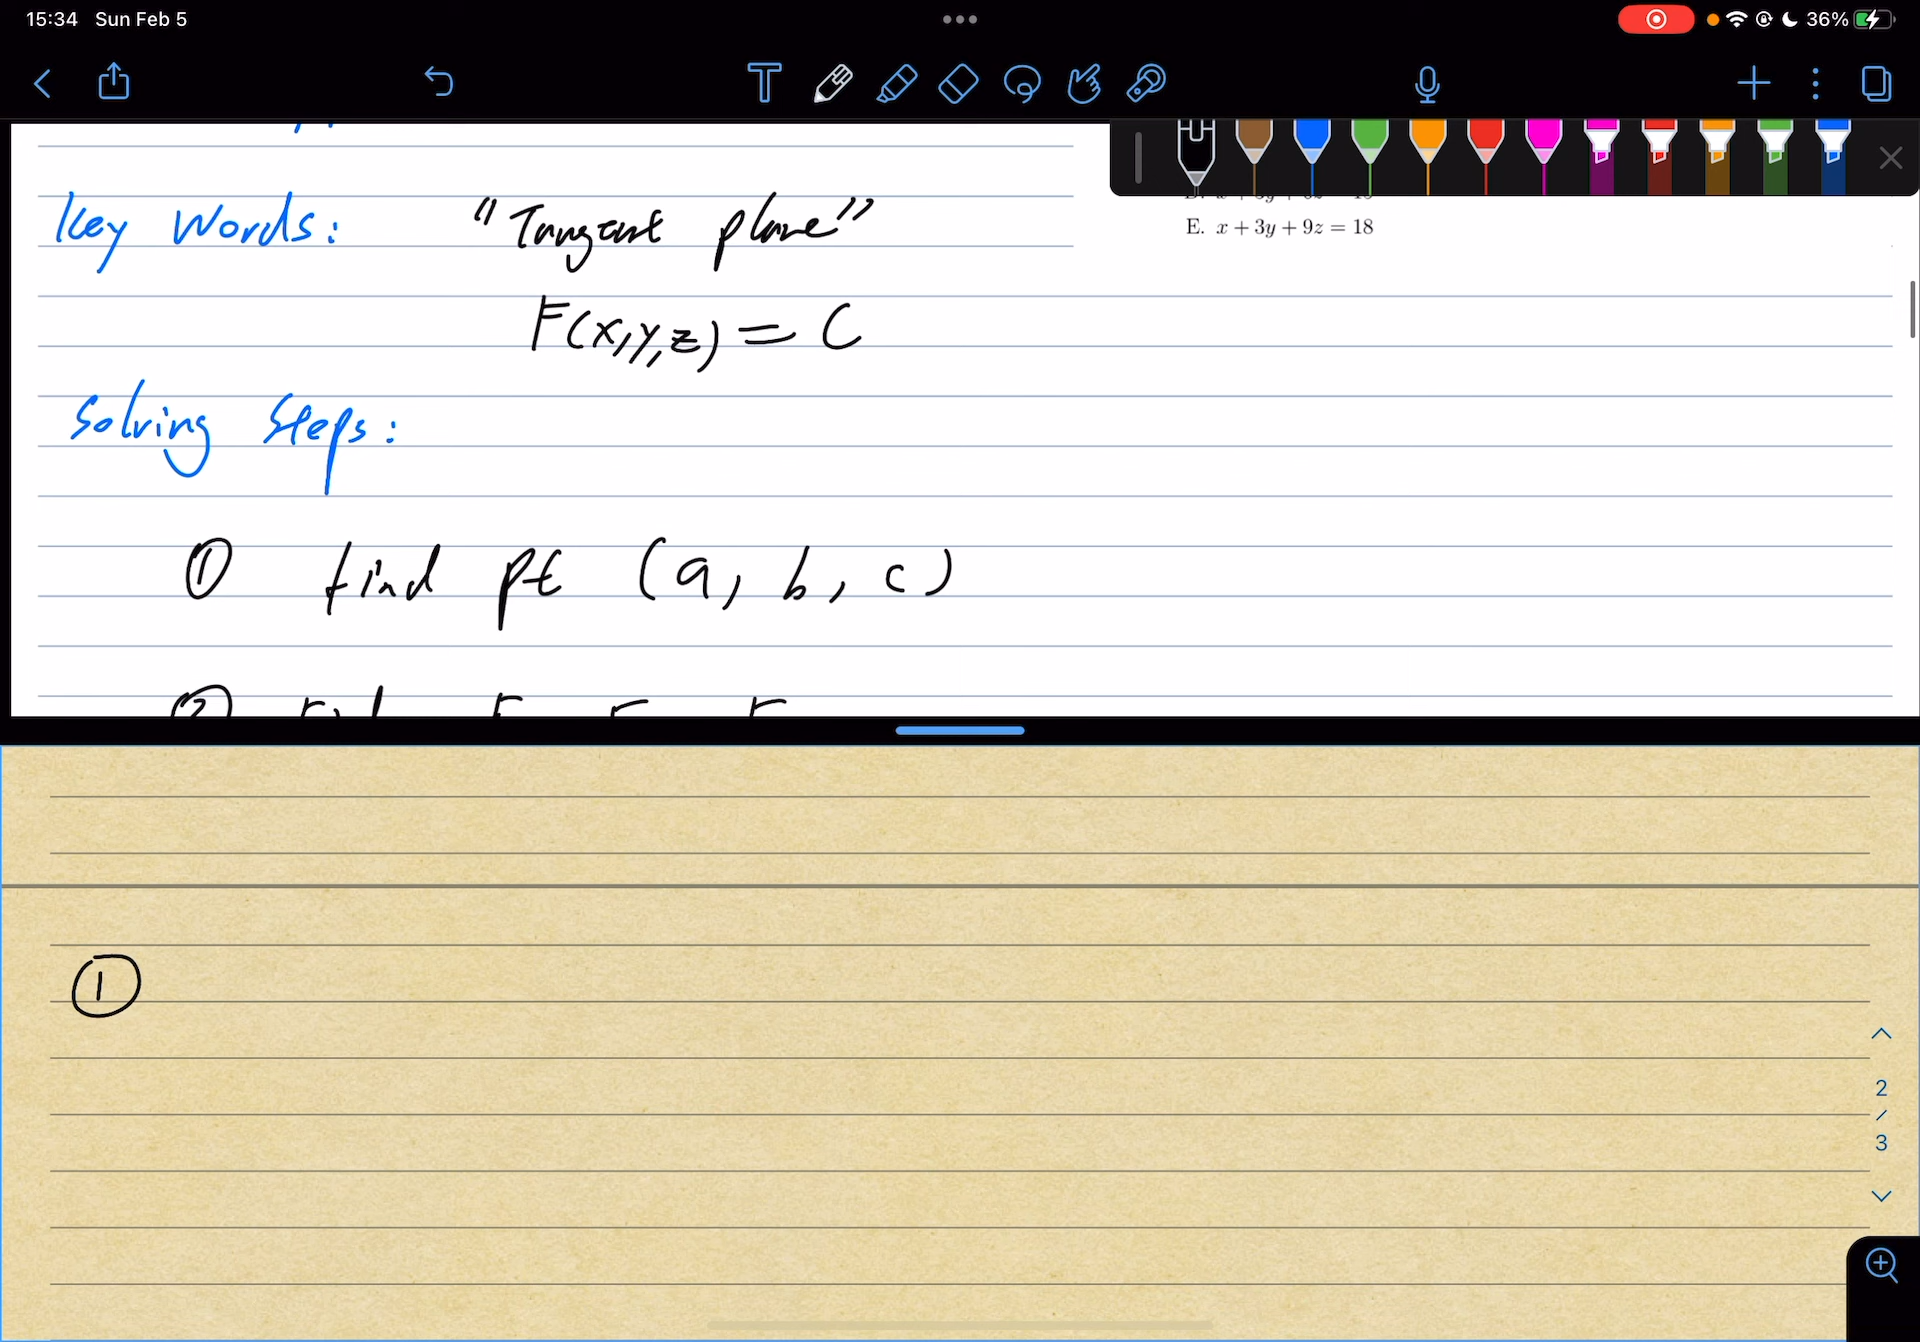 15:34 Sun Feb 5
36%
T
E. x + 3y + 9z = 18
Key Words: "Tangent plane"
F(x,y,z) = C
Solving Steps:
① find pt (a, b, c)
①
2
/
3